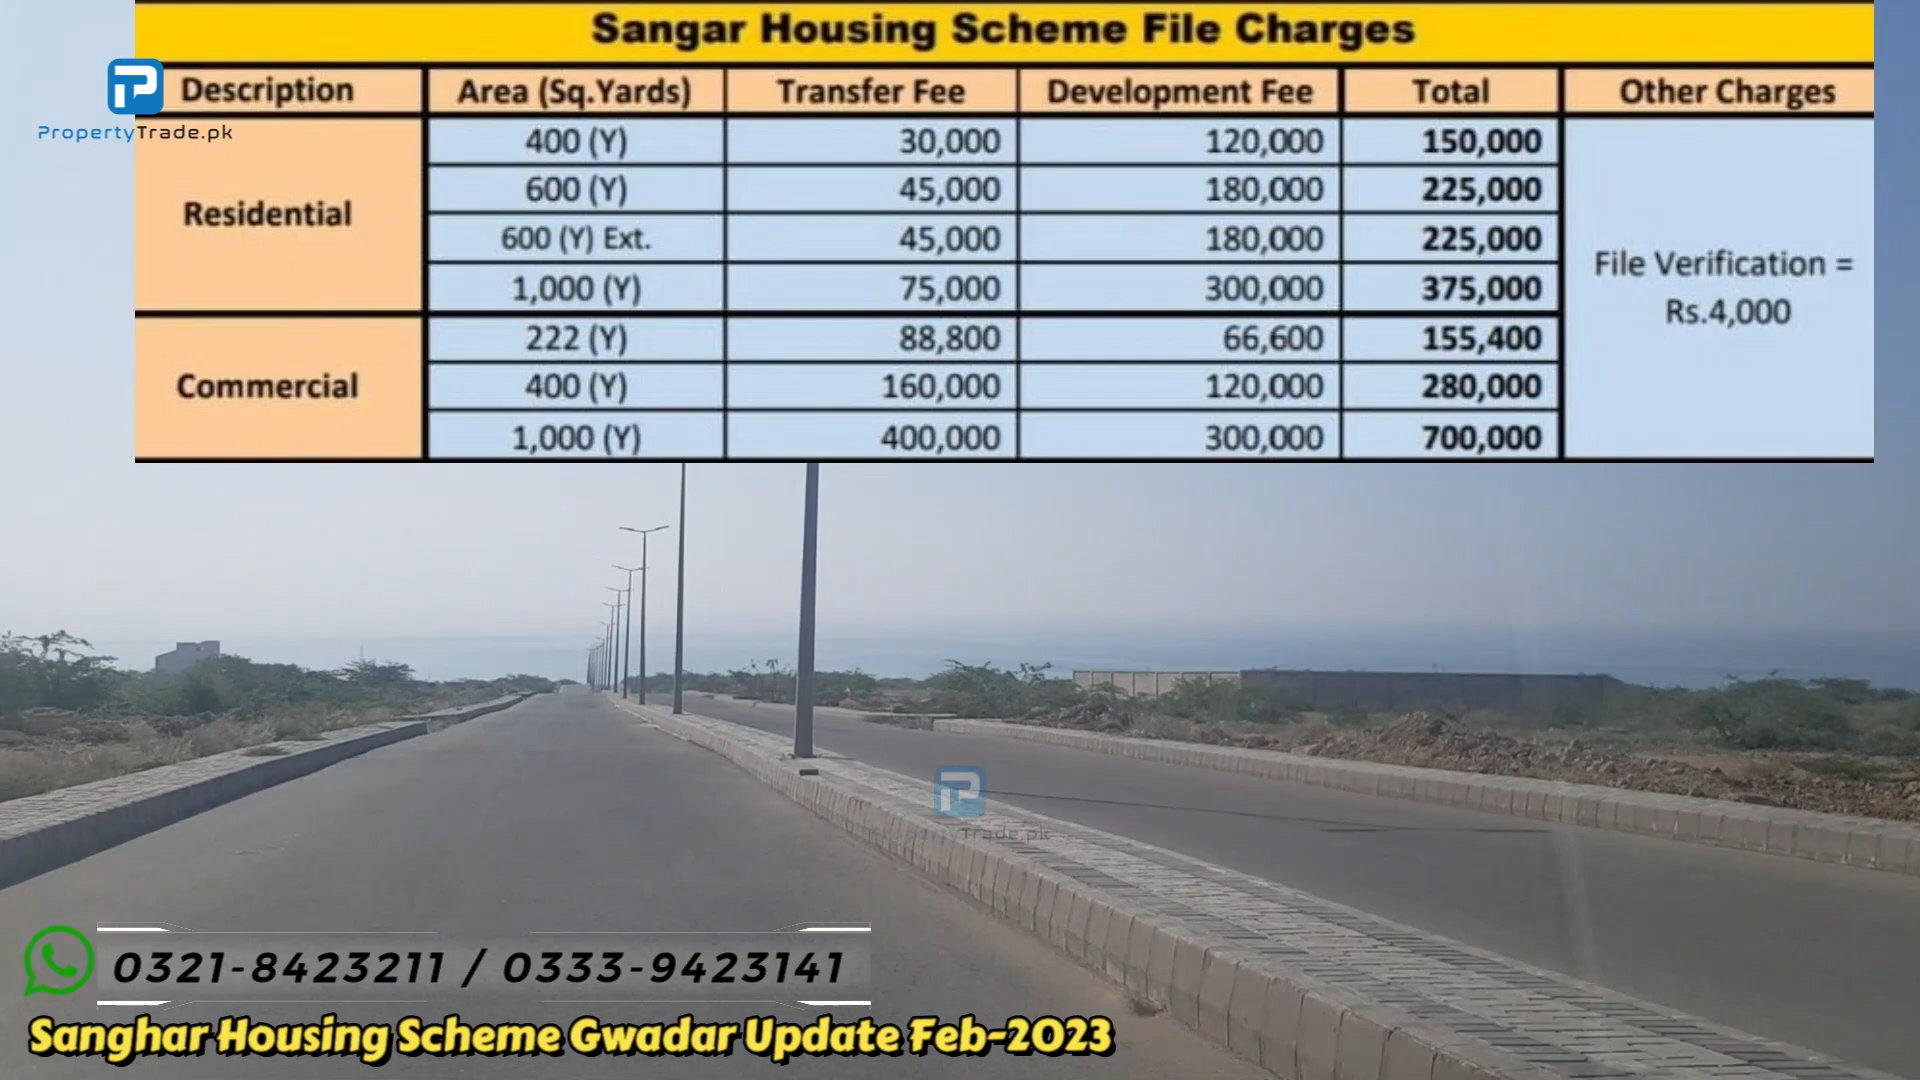 Sangar Housing Scheme File Charges
Description Area (Sq.Yards) Transfer Fee Development Fee Total Other Charges
PropertyTrade.pk
Residential
400 (Y) 30,000 120,000 150,000
600 (Y) 45,000 180,000 225,000
600 (Y) Ext. 45,000 180,000 225,000
1,000 (Y) 75,000 300,000 375,000
Commercial
222 (Y) 88,800 66,600 155,400
400 (Y) 160,000 120,000 280,000
1,000 (Y) 400,000 300,000 700,000
File Verification =
Rs.4,000
PropertyTrade.pk
0321-8423211 / 0333-9423141
Sanghar Housing Scheme Gwadar Update Feb-2023